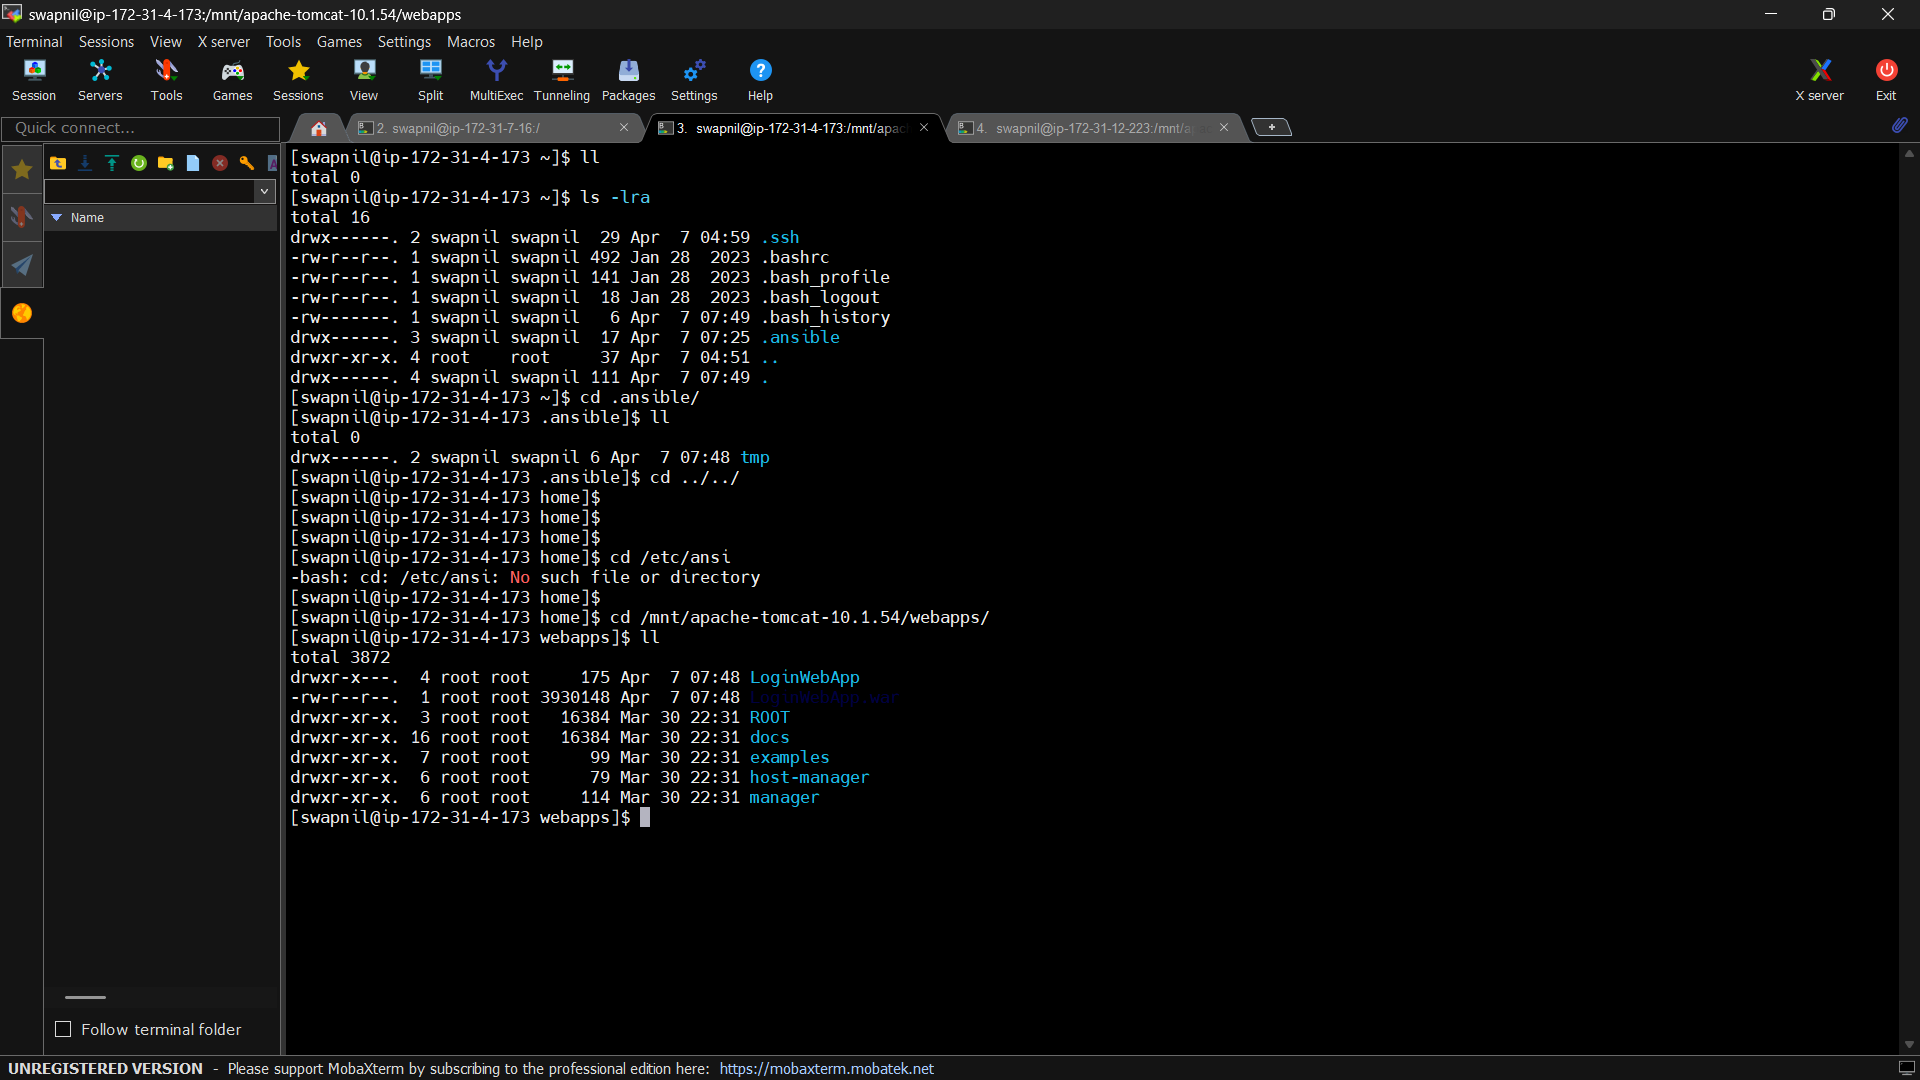 swapnil@ip-172-31-4-173:/mnt/apache-tomcat-10.1.54/webapps
Terminal Sessions View X server Tools Games Settings Macros Help
Session Servers Tools Games Sessions View Split MultiExec Tunneling Packages Settings Help X server Exit
Quick connect...
2. swapnil@ip-172-31-7-16:/
3. swapnil@ip-172-31-4-173:/mnt/apac
4. swapnil@ip-172-31-12-223:/mnt/a
Name
[swapnil@ip-172-31-4-173 ~]$ ll
total 0
[swapnil@ip-172-31-4-173 ~]$ ls -lra
total 16
drwx------. 2 swapnil swapnil  29 Apr  7 04:59 .ssh
-rw-r--r--. 1 swapnil swapnil 492 Jan 28  2023 .bashrc
-rw-r--r--. 1 swapnil swapnil 141 Jan 28  2023 .bash_profile
-rw-r--r--. 1 swapnil swapnil  18 Jan 28  2023 .bash_logout
-rw-------. 1 swapnil swapnil   6 Apr  7 07:49 .bash_history
drwx------. 3 swapnil swapnil  17 Apr  7 07:25 .ansible
drwxr-xr-x. 4 root    root     37 Apr  7 04:51 ..
drwx------. 4 swapnil swapnil 111 Apr  7 07:49 .
[swapnil@ip-172-31-4-173 ~]$ cd .ansible/
[swapnil@ip-172-31-4-173 .ansible]$ ll
total 0
drwx------. 2 swapnil swapnil 6 Apr  7 07:48 tmp
[swapnil@ip-172-31-4-173 .ansible]$ cd ../../
[swapnil@ip-172-31-4-173 home]$
[swapnil@ip-172-31-4-173 home]$
[swapnil@ip-172-31-4-173 home]$
[swapnil@ip-172-31-4-173 home]$ cd /etc/ansi
-bash: cd: /etc/ansi: No such file or directory
[swapnil@ip-172-31-4-173 home]$
[swapnil@ip-172-31-4-173 home]$ cd /mnt/apache-tomcat-10.1.54/webapps/
[swapnil@ip-172-31-4-173 webapps]$ ll
total 3872
drwxr-x---.  4 root root     175 Apr  7 07:48 LoginWebApp
-rw-r--r--.  1 root root 3930148 Apr  7 07:48 LoginWebApp.war
drwxr-xr-x.  3 root root   16384 Mar 30 22:31 ROOT
drwxr-xr-x. 16 root root   16384 Mar 30 22:31 docs
drwxr-xr-x.  7 root root      99 Mar 30 22:31 examples
drwxr-xr-x.  6 root root      79 Mar 30 22:31 host-manager
drwxr-xr-x.  6 root root     114 Mar 30 22:31 manager
[swapnil@ip-172-31-4-173 webapps]$
Follow terminal folder
UNREGISTERED VERSION - Please support MobaXterm by subscribing to the professional edition here: https://mobaxterm.mobatek.net